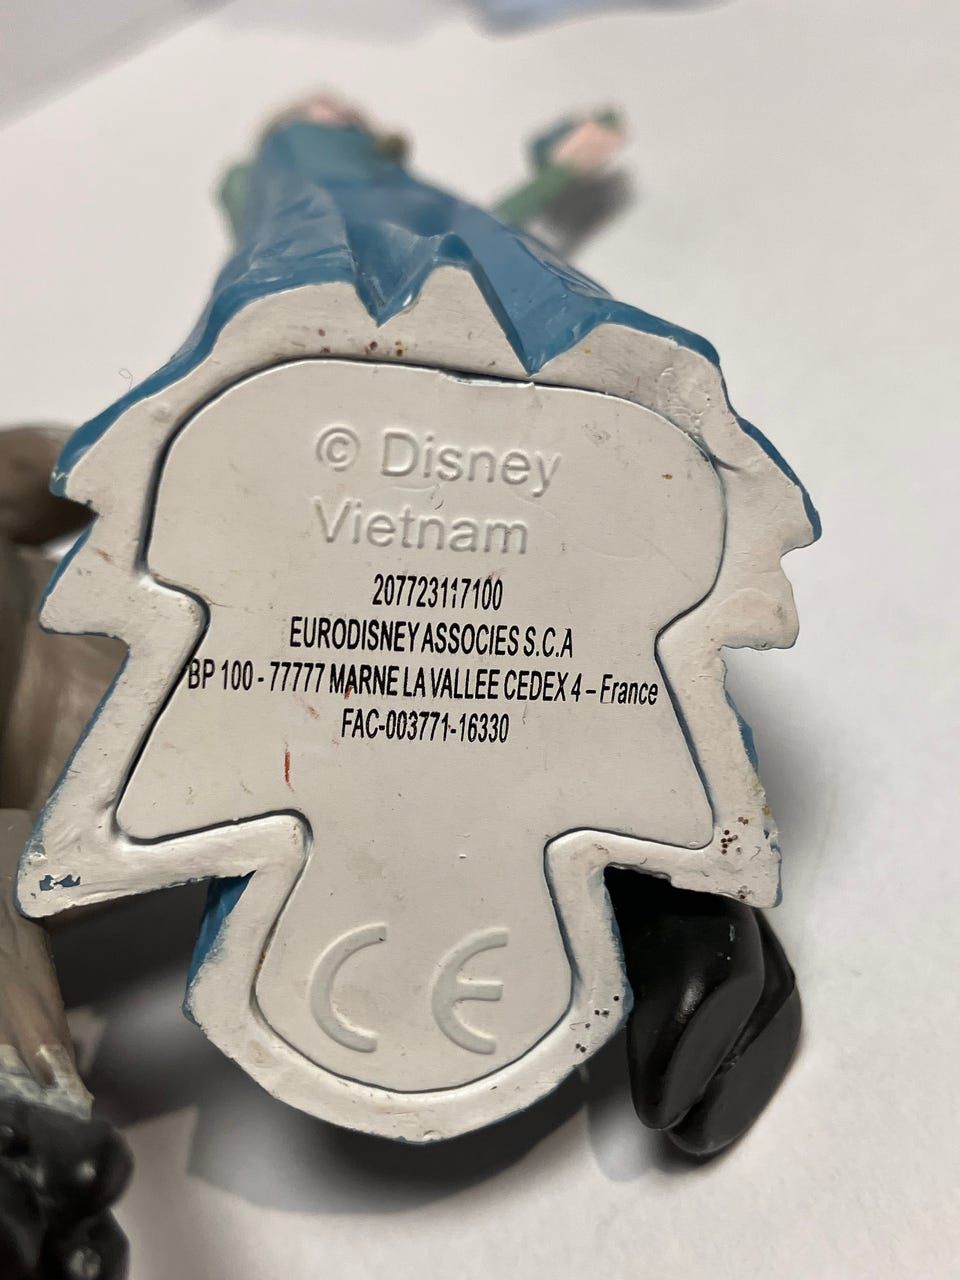 © Disney
Vietnam
207723117100
EURODISNEY ASSOCIES S.C.A
BP 100 - 77777 MARNE LA VALLEE CEDEX 4 – France
FAC-003771-16330
CE